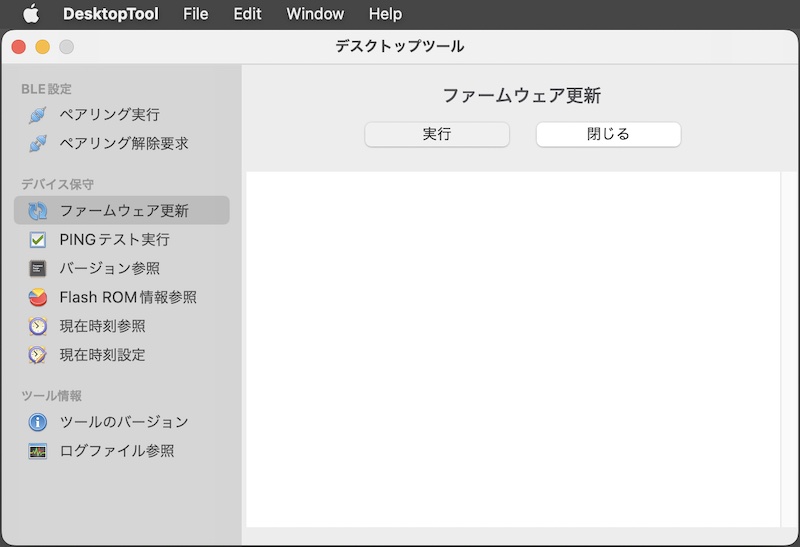 DesktopTool File Edit Window Help
デスクトップツール
BLE設定
ペアリング実行
ペアリング解除要求
デバイス保守
ファームウェア更新
PINGテスト実行
バージョン参照
Flash ROM情報参照
現在時刻参照
現在時刻設定
ツール情報
ツールのバージョン
ログファイル参照
ファームウェア更新
実行 閉じる